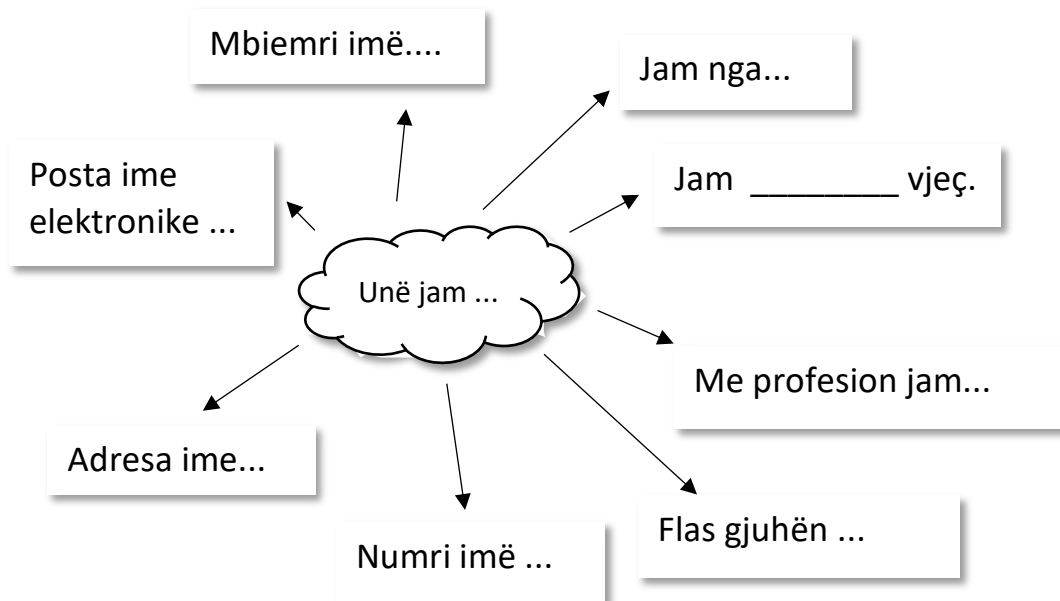 Mbiemri imë....
Jam nga...
Posta ime
elektronike ...
Jam ________ vjeç.
Unë jam ...
Me profesion jam...
Adresa ime...
Flas gjuhën ...
Numri imë ...